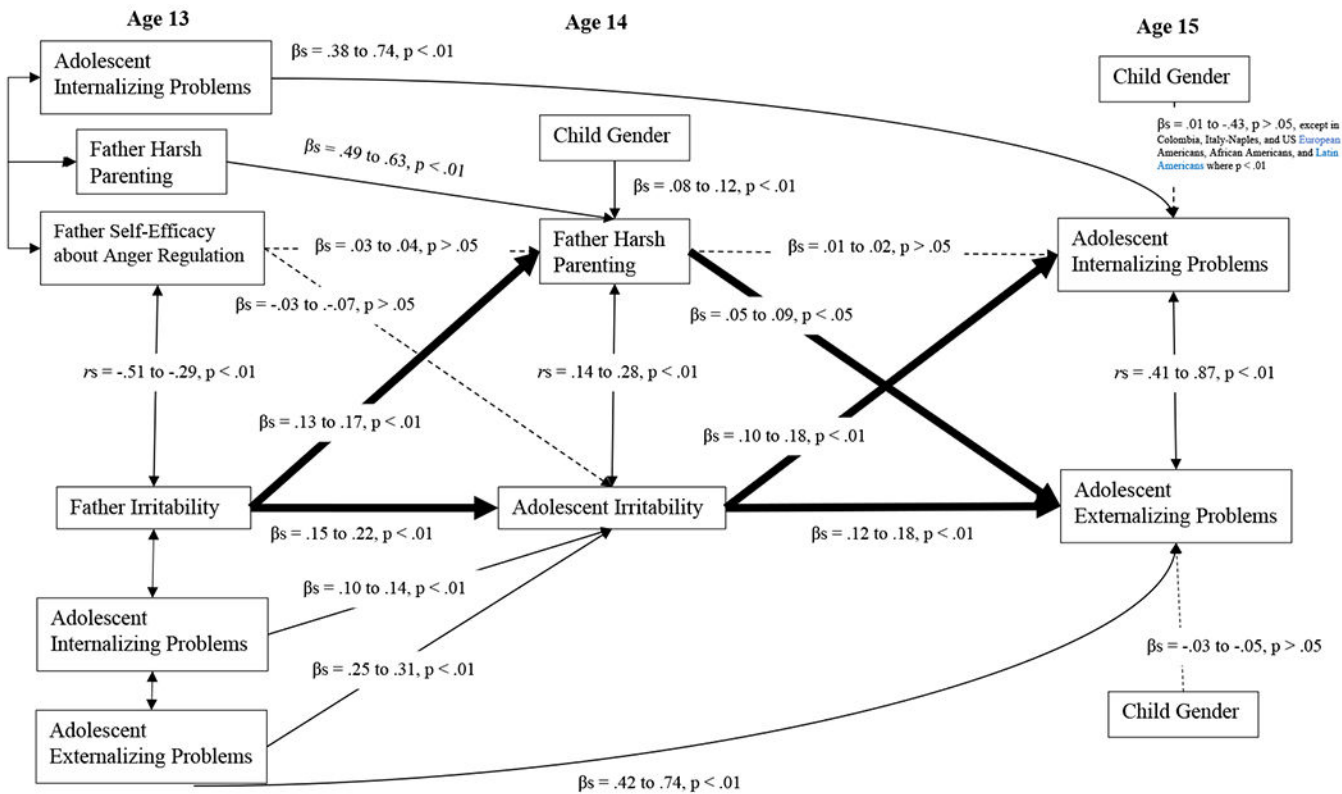 Age 13
Age 14
Age 15
Adolescent
Internalizing Problems
βs = .38 to .74, p < .01
Child Gender
βs = .01 to -.43, p > .05, except in
Colombia, Italy-Naples, and US European
Americans, African Americans, and Latin
Americans where p < .01
Father Harsh
Parenting
βs = .49 to .63, p < .01
Child Gender
βs = .08 to .12, p < .01
Father Self-Efficacy
about Anger Regulation
βs = .03 to .04, p > .05
Father Harsh
Parenting
βs = .01 to .02, p > .05
Adolescent
Internalizing Problems
βs = -.03 to .-.07, p > .05
βs = .05 to .09, p < .05
rs = -.51 to -.29, p < .01
rs = .14 to .28, p < .01
rs = .41 to .87, p < .01
βs = .13 to .17, p < .01
βs = .10 to .18, p < .01
Father Irritability
Adolescent Irritability
Adolescent
Externalizing Problems
βs = .15 to .22, p < .01
βs = .12 to .18, p < .01
βs = .10 to .14, p < .01
Adolescent
Internalizing Problems
βs = .25 to .31, p < .01
βs = -.03 to -.05, p > .05
Adolescent
Externalizing Problems
Child Gender
βs = .42 to .74, p < .01